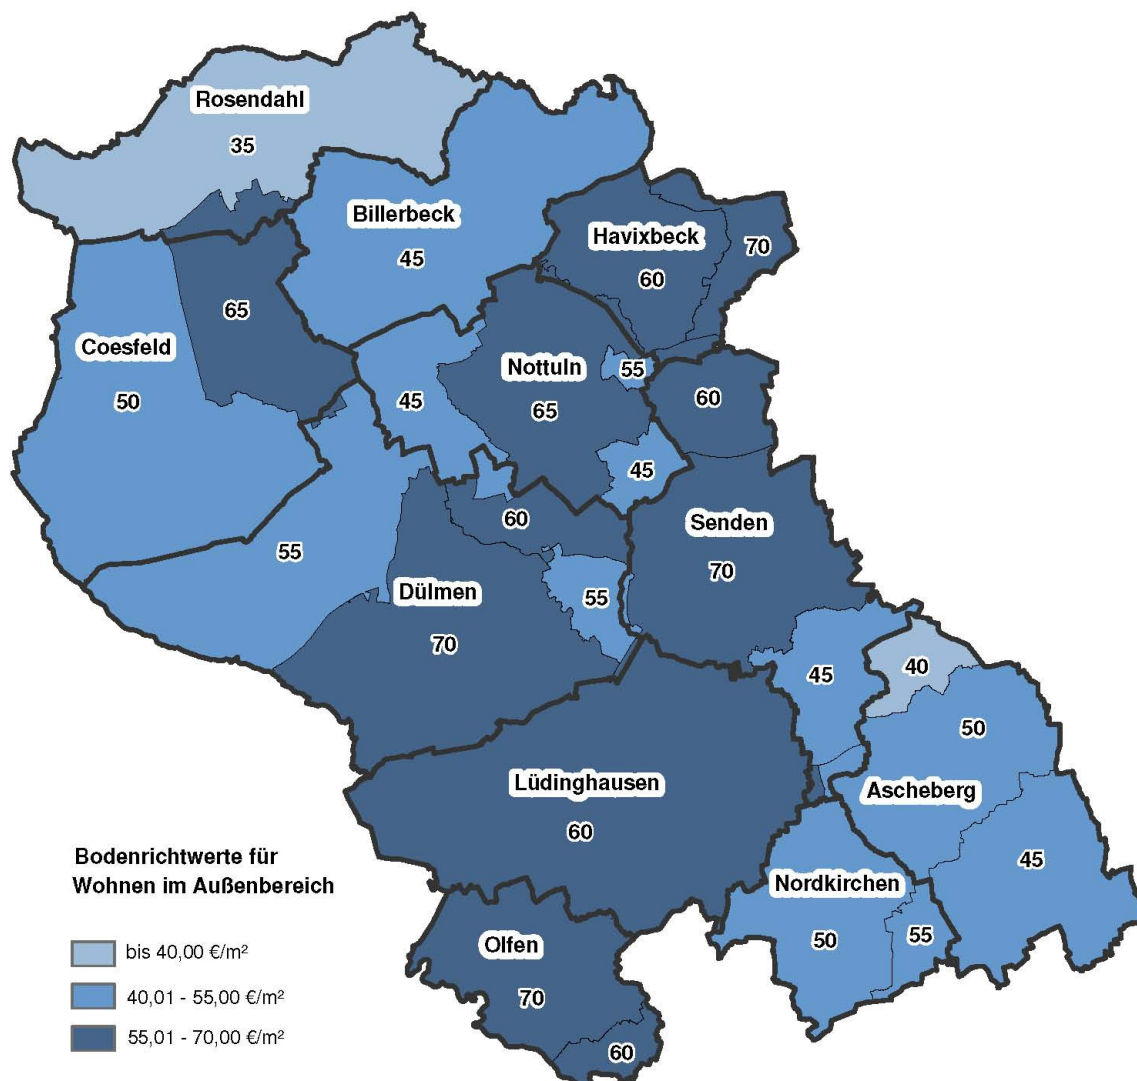 Rosendahl
35
Billerbeck
45
Havixbeck
60
70
65
Coesfeld
50
Nottuln
65
55
45
60
45
Senden
70
60
55
Dülmen
70
55
45
40
50
Ascheberg
45
Lüdinghausen
60
Nordkirchen
50
55
Olfen
70
60
Bodenrichtwerte für
Wohnen im Außenbereich
bis 40,00 €/m²
40,01 - 55,00 €/m²
55,01 - 70,00 €/m²